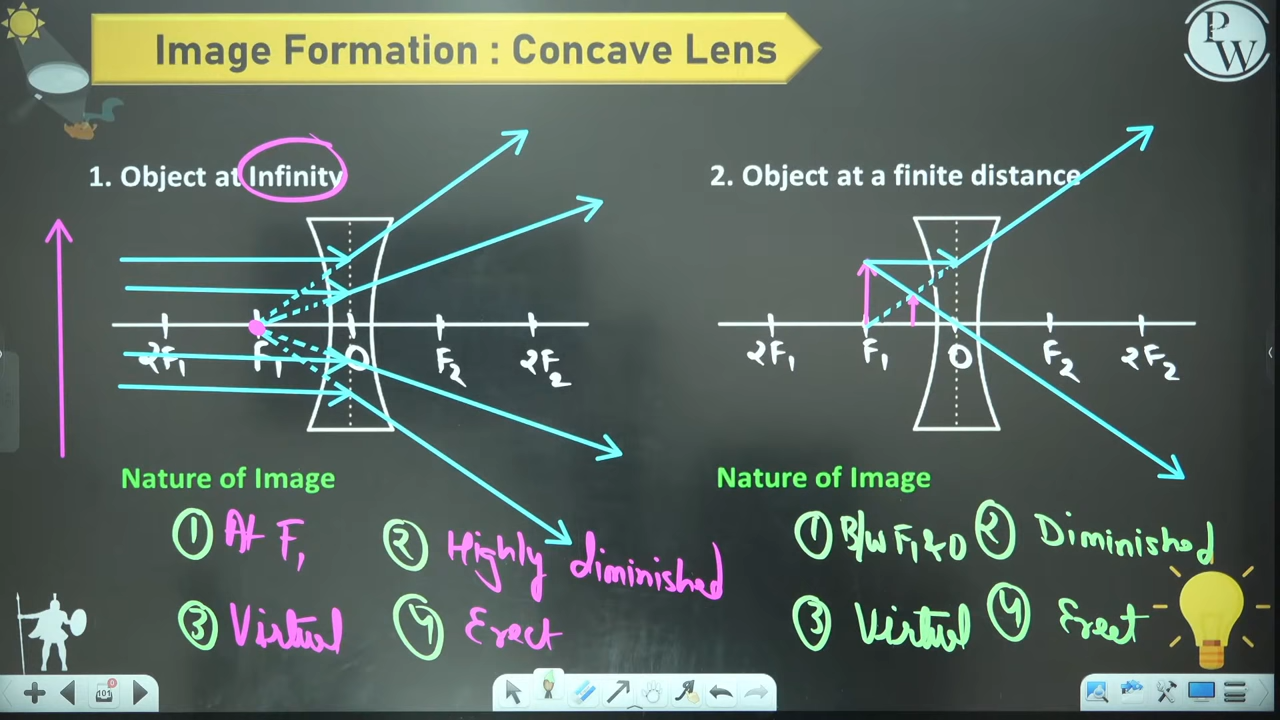 Image Formation : Concave Lens
PW
1. Object at Infinity
2. Object at a finite distance
2F₁ F₁ O F₂ 2F₂
2F₁ F₁ O F₂ 2F₂
Nature of Image
① At F₁ ② Highly diminished
③ Virtual ④ Erect
Nature of Image
① B/w F₁ & O ② Diminished
③ Virtual ④ Erect
101